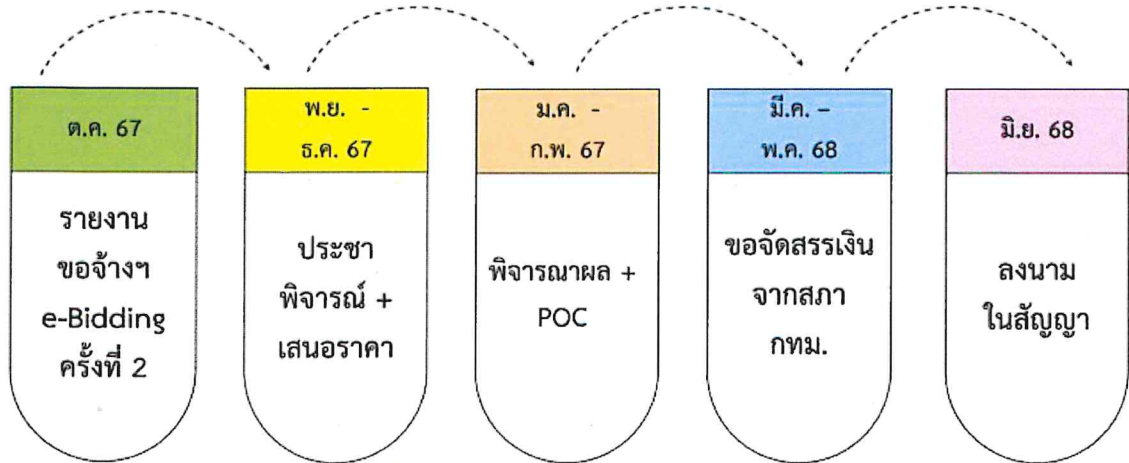 ต.ค. 67
รายงาน
ขอจ้างฯ
e-Bidding
ครั้งที่ 2
พ.ย. -
ธ.ค. 67
ประชา
พิจารณ์ +
เสนอราคา
ม.ค. -
ก.พ. 67
พิจารณาผล +
POC
มี.ค. –
พ.ค. 68
ขอจัดสรรเงิน
จากสภา
กทม.
มิ.ย. 68
ลงนาม
ในสัญญา